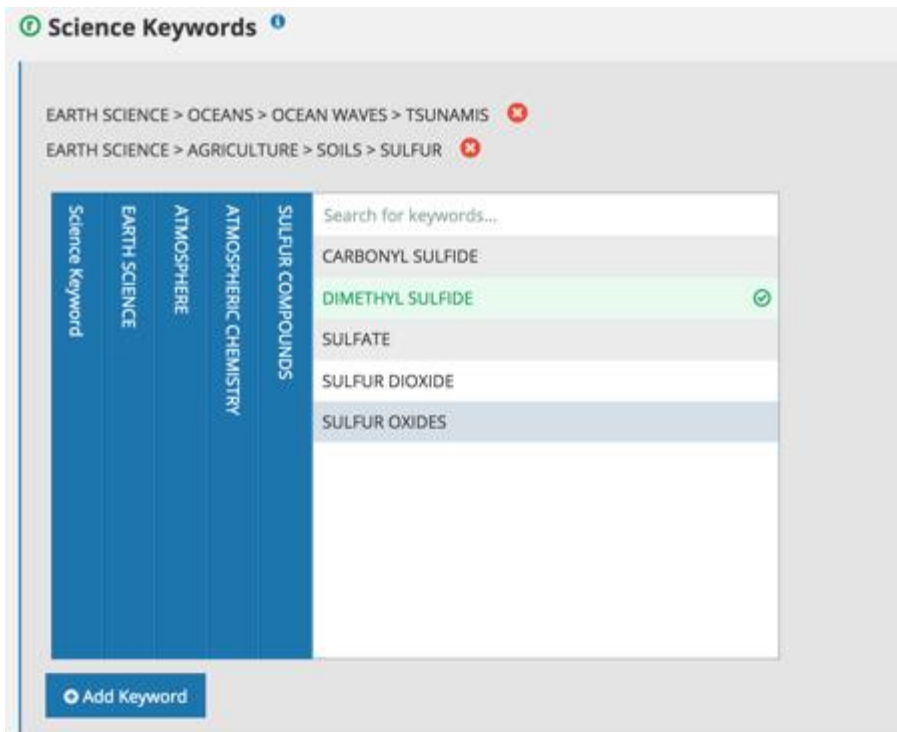 Science Keywords
EARTH SCIENCE > OCEANS > OCEAN WAVES > TSUNAMIS
EARTH SCIENCE > AGRICULTURE > SOILS > SULFUR
Science Keyword
EARTH SCIENCE
ATMOSPHERE
ATMOSPHERIC CHEMISTRY
SULFUR COMPOUNDS
Search for keywords...
CARBONYL SULFIDE
DIMETHYL SULFIDE
SULFATE
SULFUR DIOXIDE
SULFUR OXIDES
Add Keyword